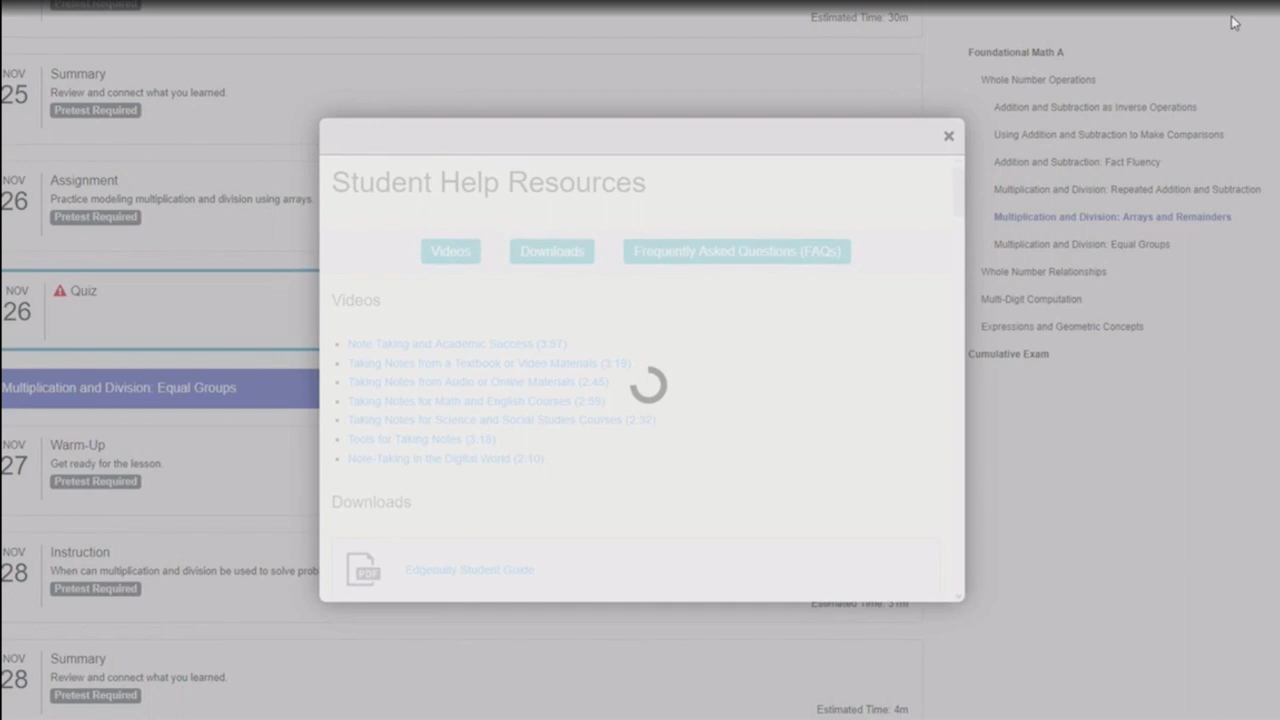 Pretest Required
Estimated Time: 30m
NOV
25
Summary
Review and connect what you learned.
Pretest Required
NOV
26
Assignment
Practice modeling multiplication and division using arrays.
Pretest Required
NOV
26
Quiz
Multiplication and Division: Equal Groups
NOV
27
Warm-Up
Get ready for the lesson.
Pretest Required
NOV
28
Instruction
When can multiplication and division be used to solve prob
Pretest Required
Estimated Time: 31m
NOV
28
Summary
Review and connect what you learned.
Pretest Required
Estimated Time: 4m
Student Help Resources
Videos
Downloads
Frequently Asked Questions (FAQs)
Videos
Note Taking and Academic Success (3:57)
Taking Notes from a Textbook or Video Materials (3:19)
Taking Notes from Audio or Online Materials (2:45)
Taking Notes for Math and English Courses (2:59)
Taking Notes for Science and Social Studies Courses (2:32)
Tools for Taking Notes (3:13)
Note-Taking in the Digital World (2:10)
Downloads
PDF
Edgenuity Student Guide
Foundational Math A
Whole Number Operations
Addition and Subtraction as Inverse Operations
Using Addition and Subtraction to Make Comparisons
Addition and Subtraction: Fact Fluency
Multiplication and Division: Repeated Addition and Subtraction
Multiplication and Division: Arrays and Remainders
Multiplication and Division: Equal Groups
Whole Number Relationships
Multi-Digit Computation
Expressions and Geometric Concepts
Cumulative Exam